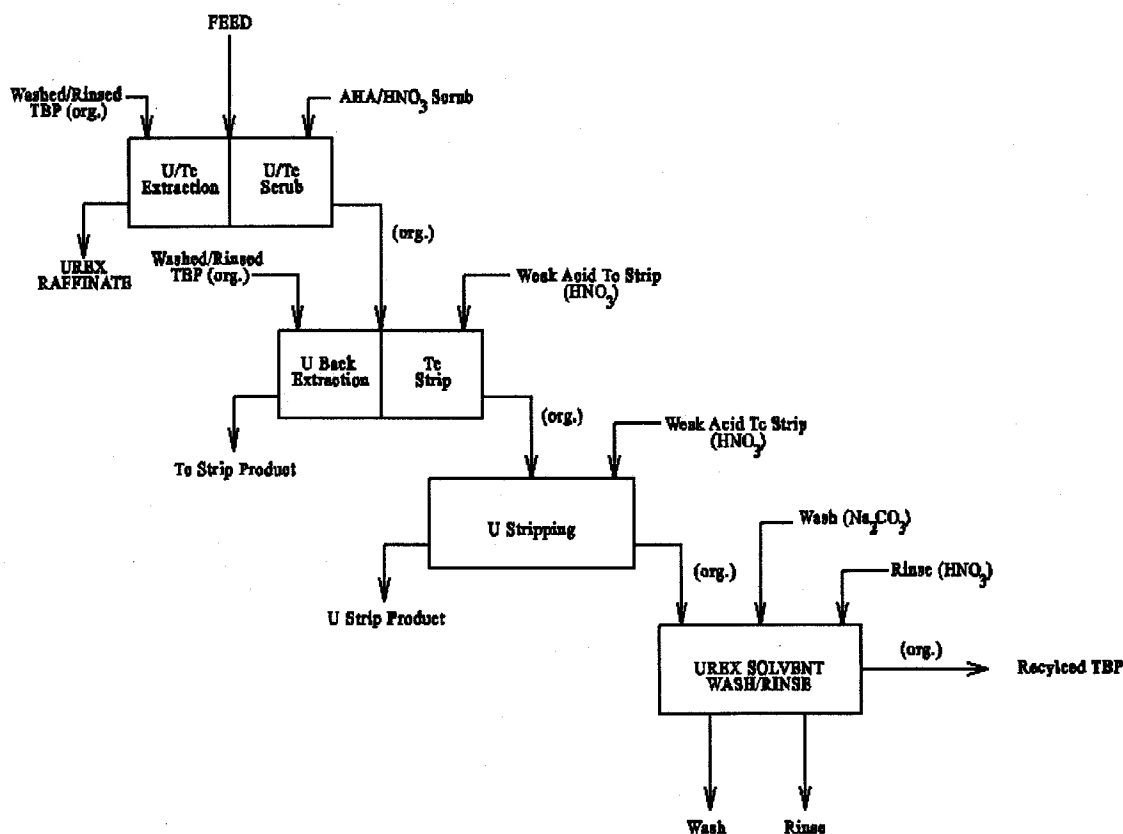 FEED
Washed/Rinsed
TBP (org.)
AHA/HNO3 Scrub
U/Tc
Extraction
U/Tc
Scrub
(org.)
UREX
RAFFINATE
Washed/Rinsed
TBP (org.)
Weak Acid Tc Strip
(HNO3)
U Back
Extraction
Tc
Strip
(org.)
Weak Acid Tc Strip
(HNO3)
Tc Strip Product
U Stripping
Wash (Na2CO3)
(org.)
Rinse (HNO3)
U Strip Product
(org.)
UREX SOLVENT
WASH/RINSE
Recylced TBP
Wash
Rinse